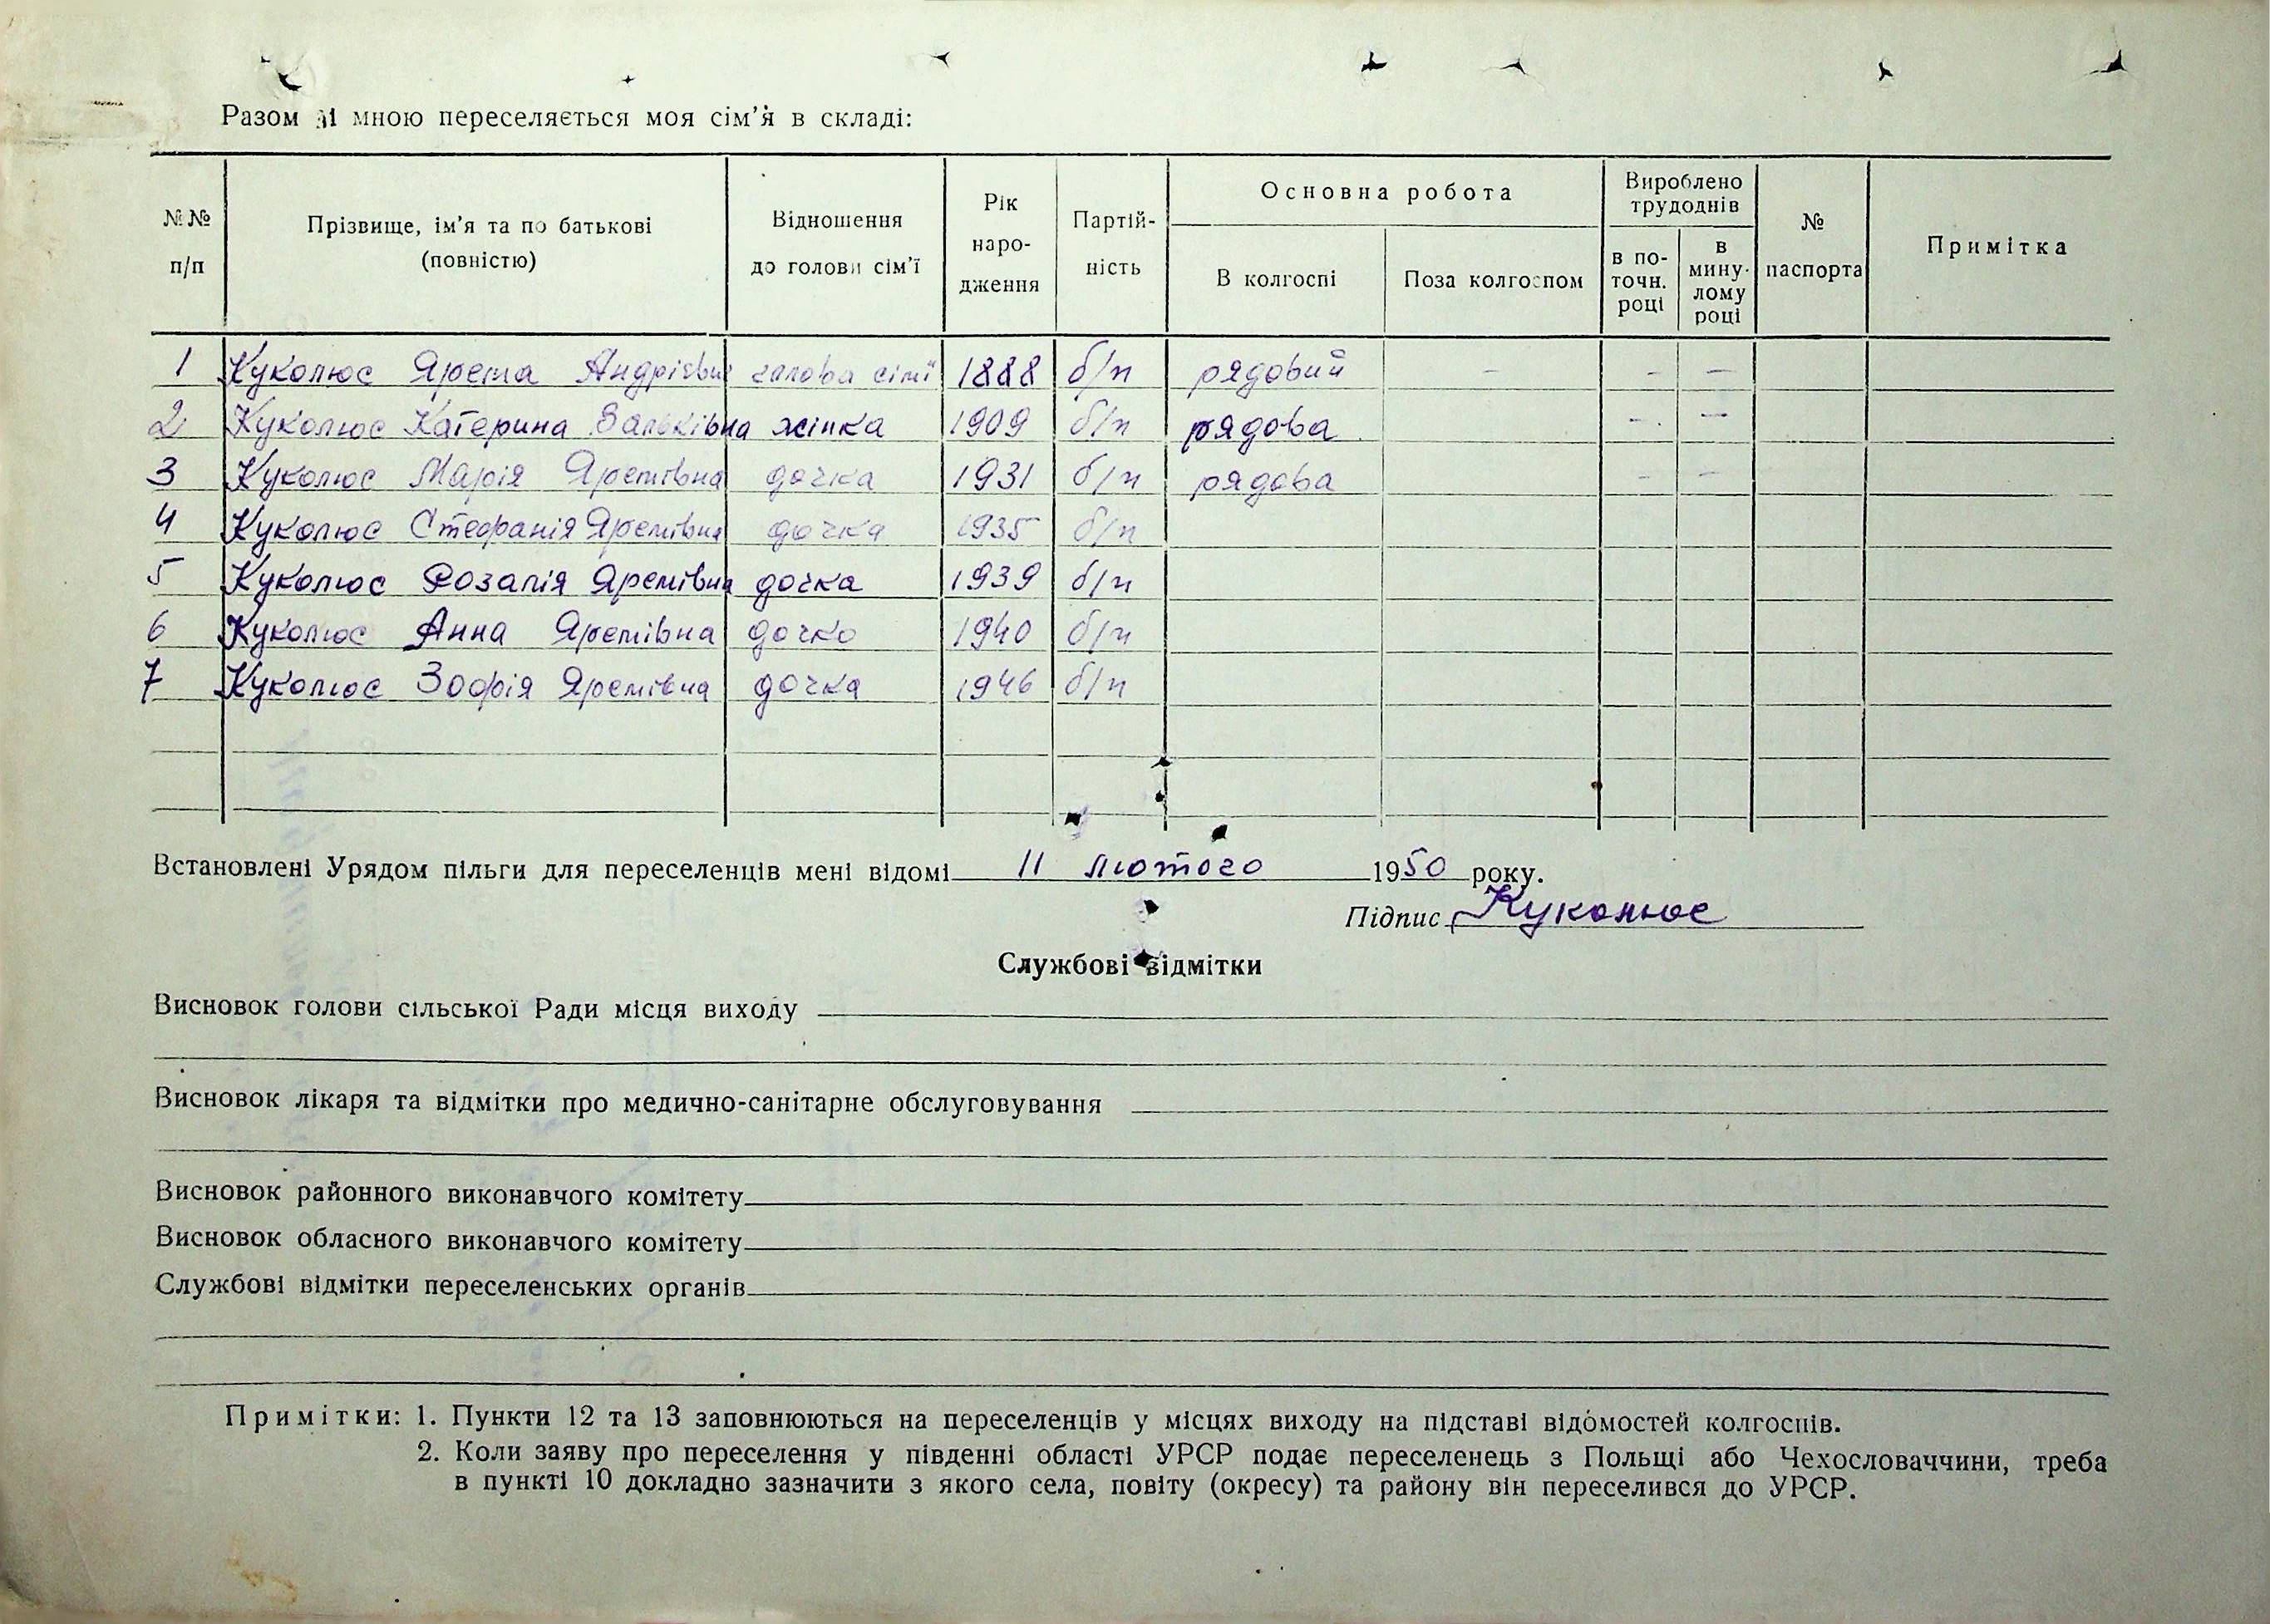 Разом зі мною переселяється моя сім'я в складі:
№№ п/п | Прізвище, ім'я та по батькові (повністю) | Відношення до голови сім'ї | Рік народження | Партійність | Основна робота | Вироблено трудоднів | № паспорта | Примітка
В колгоспі | Поза колгоспом | в поточн. році | в минулому році
1 Куколюс Ярема Андрієвич голова сімї 1888 б/п рядовий – – –
2 Куколюс Катерина жінка 1909 б/п рядова – –
3 Куколюс Марія Яремівна дочка 1931 б/п рядова – –
4 Куколюс Стефанія Яремівна дочка 1935 б/п
5 Куколюс Розалія Яремівна дочка 1939 б/п
6 Куколюс Анна Яремівна дочка 1940 б/п
7 Куколюс Зофія Яремівна дочка 1946 б/п
Встановлені Урядом пільги для переселенців мені відомі 11 лютого 1950 року.
Підпис Куколюс
Службові відмітки
Висновок голови сільської Ради місця виходу
Висновок лікаря та відмітки про медично-санітарне обслуговування
Висновок районного виконавчого комітету
Висновок обласного виконавчого комітету
Службові відмітки переселенських органів
Примітки: 1. Пункти 12 та 13 заповнюються на переселенців у місцях виходу на підставі відомостей колгоспів.
2. Коли заяву про переселення у південні області УРСР подає переселенець з Польщі або Чехословаччини, треба
в пункті 10 докладно зазначити з якого села, повіту (окресу) та району він переселився до УРСР.